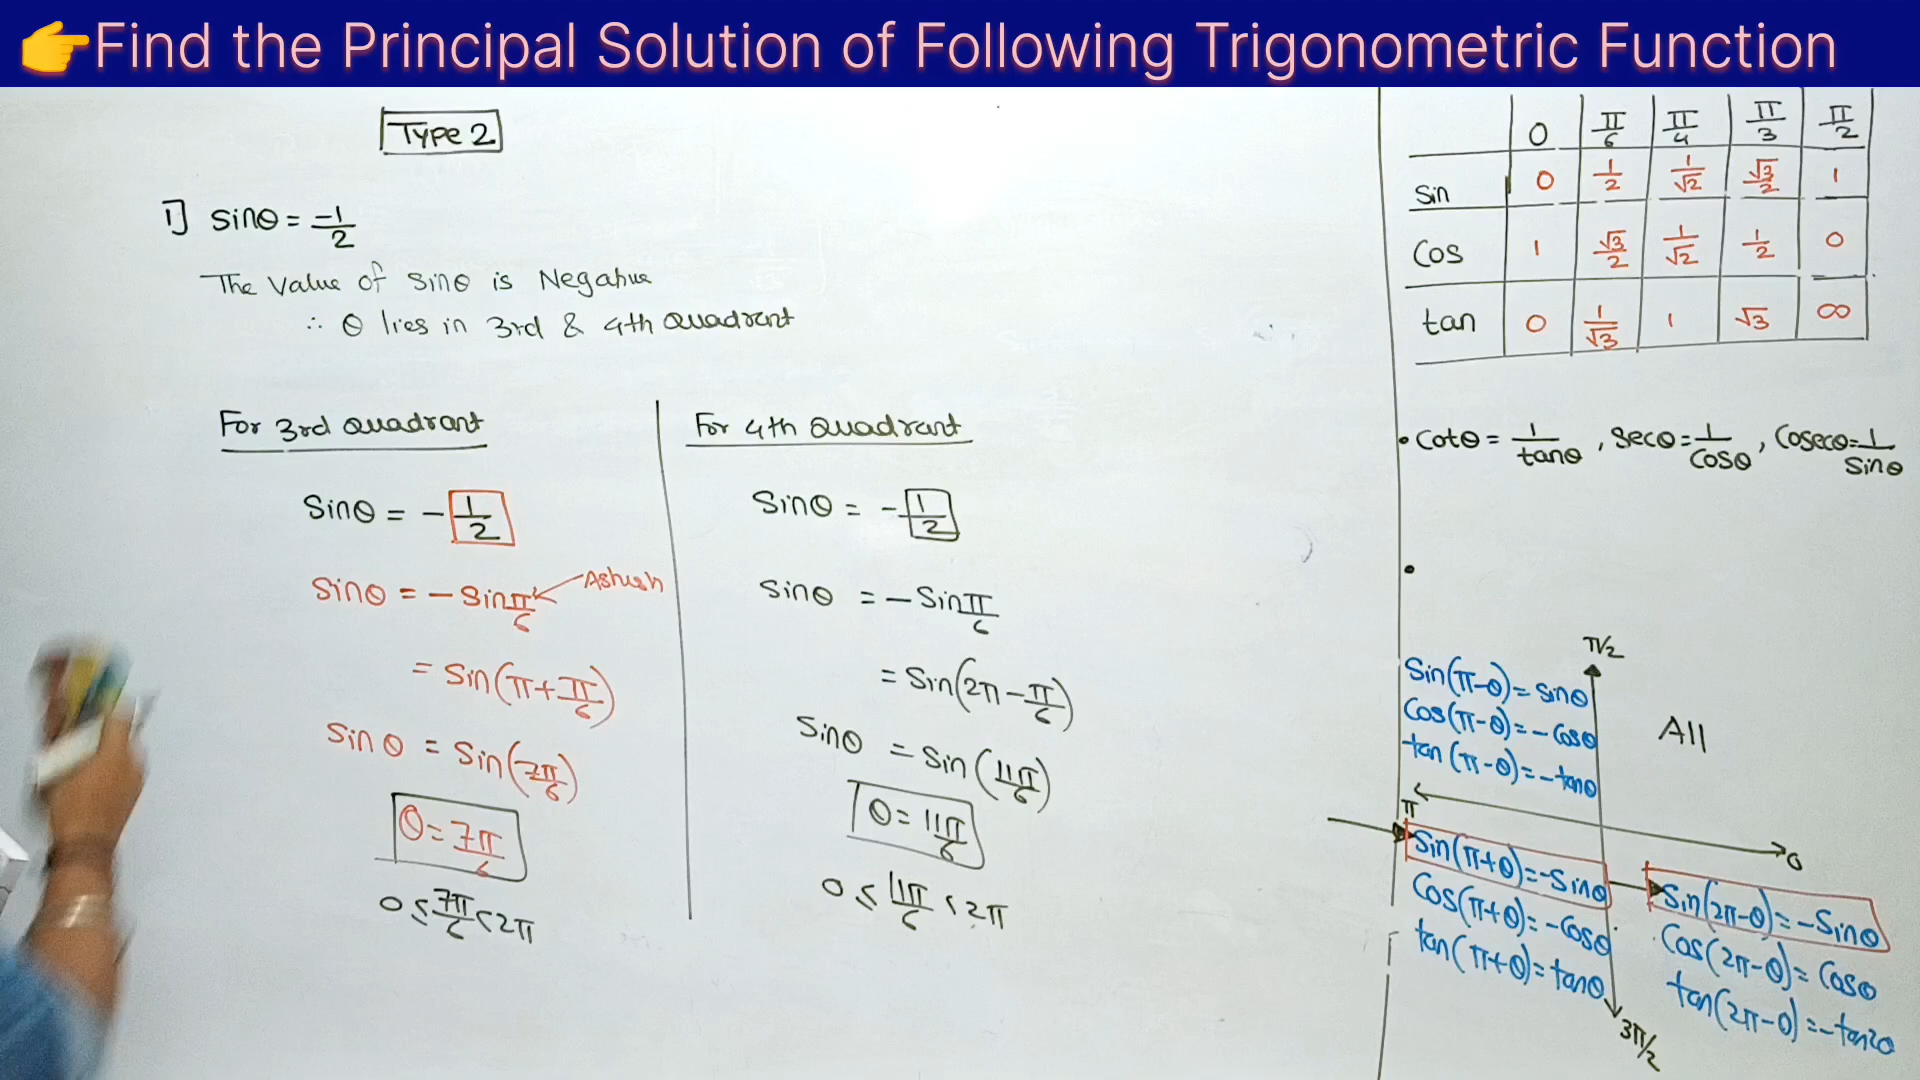 👉Find the Principal Solution of Following Trigonometric Function
Type 2
1] sinθ = -1/2
The value of sinθ is Negative
∴ θ lies in 3rd & 4th Quadrant
For 3rd Quadrant
Sinθ = - 1/2
Sinθ = - Sin π/6 ← Ashish
= Sin(π + π/6)
Sinθ = Sin(7π/6)
θ = 7π/6
0 ≤ 7π/6 < 2π
For 4th Quadrant
Sinθ = - 1/2
Sinθ = - Sin π/6
= Sin(2π - π/6)
Sinθ = Sin(11π/6)
θ = 11π/6
0 ≤ 11π/6 < 2π
0 π/6 π/4 π/3 π/2
Sin 0 1/2 1/√2 √3/2 1
Cos 1 √3/2 1/√2 1/2 0
tan 0 1/√3 1 √3 ∞
• Cotθ = 1/tanθ , Secθ = 1/Cosθ , Cosecθ = 1/Sinθ
•
π/2
Sin(π-θ) = Sinθ
Cos(π-θ) = -Cosθ
tan(π-θ) = -tanθ
All
π
0
Sin(π+θ) = -Sinθ
Cos(π+θ) = -Cosθ
tan(π+θ) = tanθ
Sin(2π-θ) = -Sinθ
Cos(2π-θ) = Cosθ
3π/2